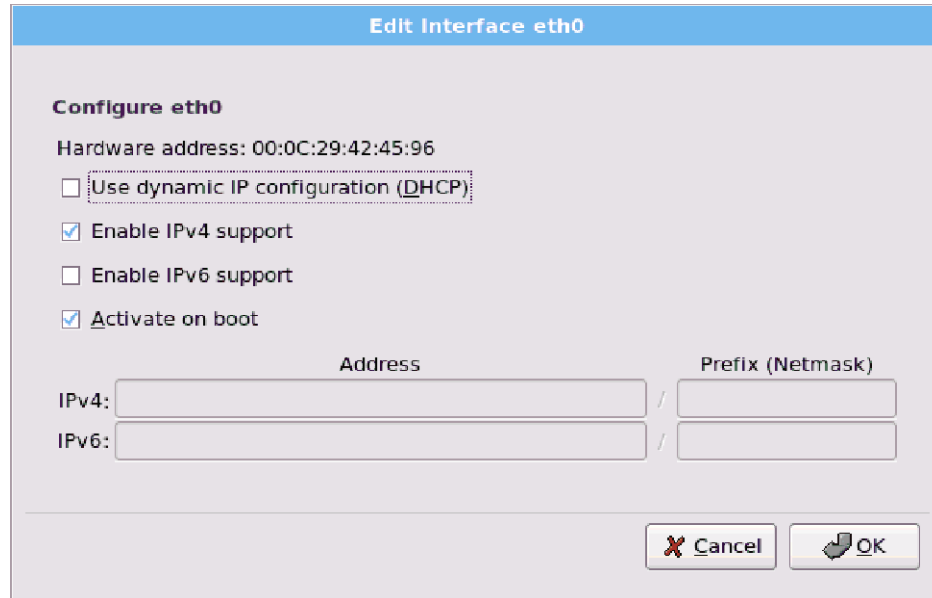 Edit Interface eth0
Configure eth0
Hardware address: 00:0C:29:42:45:96
Use dynamic IP configuration (DHCP)
Enable IPv4 support
Enable IPv6 support
Activate on boot
Address Prefix (Netmask)
IPv4: /
IPv6: /
Cancel OK